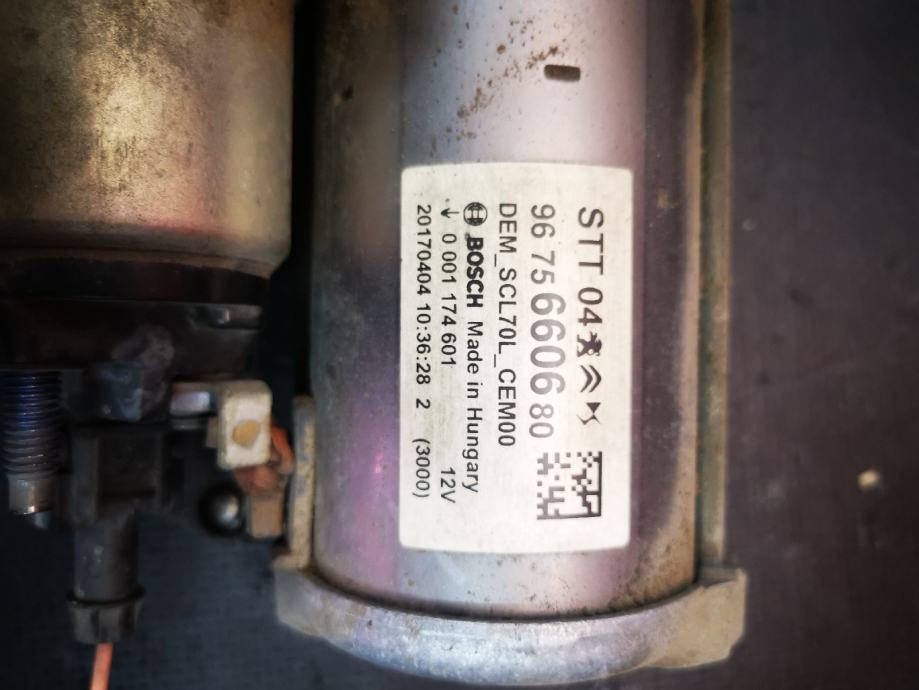 STT 04
96 75 6606 80
DEM_SCL70L_CEM00
BOSCH Made in Hungary
0 001 174 601 12V
20170404 10:36:28 2 (3000)